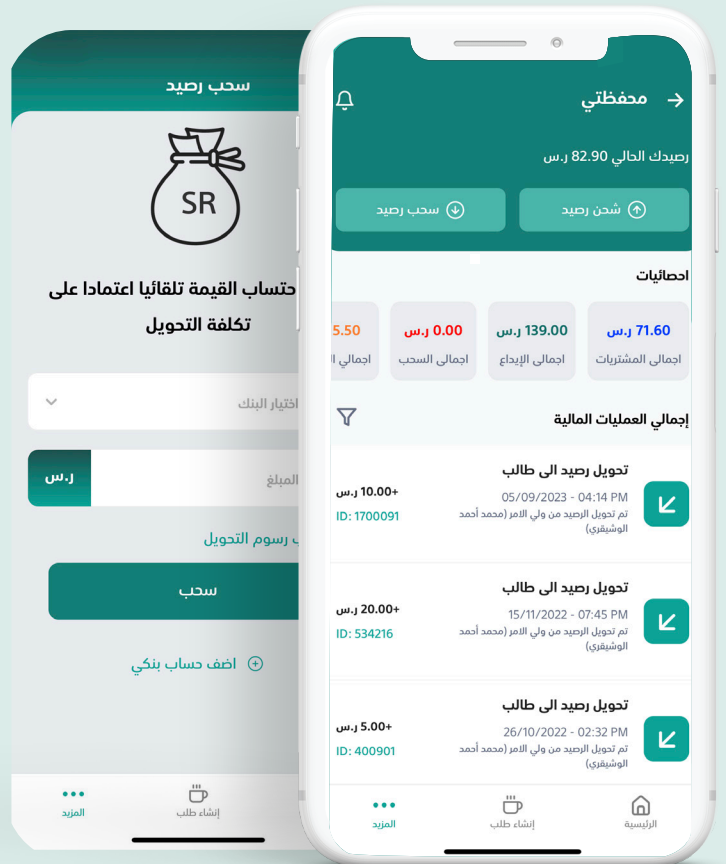 محفظتي
رصيدك الحالي 82.90 ر.س
شحن رصيد
سحب رصيد
احصائيات
71.60 ر.س
اجمالي المشتريات
139.00 ر.س
اجمالي الإيداع
0.00 ر.س
اجمالي السحب
5.50
اجمالي ا
إجمالي العمليات المالية
تحويل رصيد الى طالب
05/09/2023 - 04:14 PM
تم تحويل الرصيد من ولي الامر (محمد أحمد
الوشيقري)
+10.00 ر.س
ID: 1700091
تحويل رصيد الى طالب
15/11/2022 - 07:45 PM
تم تحويل الرصيد من ولي الامر (محمد أحمد
الوشيقري)
+20.00 ر.س
ID: 534216
تحويل رصيد الى طالب
26/10/2022 - 02:32 PM
تم تحويل الرصيد من ولي الامر (محمد أحمد
الوشيقري)
+5.00 ر.س
ID: 400901
الرئيسية
إنشاء طلب
المزيد
سحب رصيد
SR
حتساب القيمة تلقائيا اعتمادا على
تكلفة التحويل
اختيار البنك
المبلغ
ر.س
رسوم التحويل
سحب
اضف حساب بنكي
إنشاء طلب
المزيد